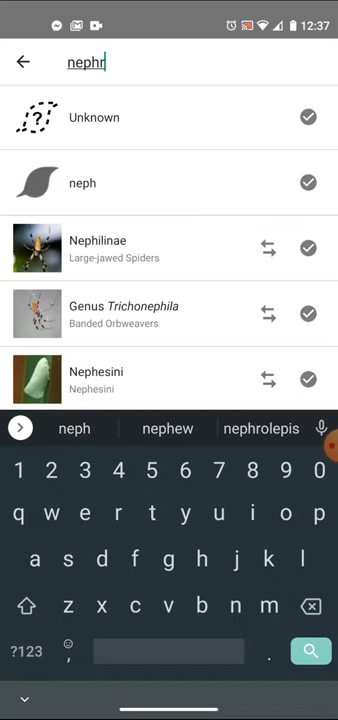 12:37
nephr
?
Unknown
neph
Nephilinae
Large-jawed Spiders
Genus Trichonephila
Banded Orbweavers
Nephesini
Nephesini
neph nephew nephrolepis
1 2 3 4 5 6 7 8 9 0
q w e r t y u i o p
a s d f g h j k l
z x c v b n m
?123 , .